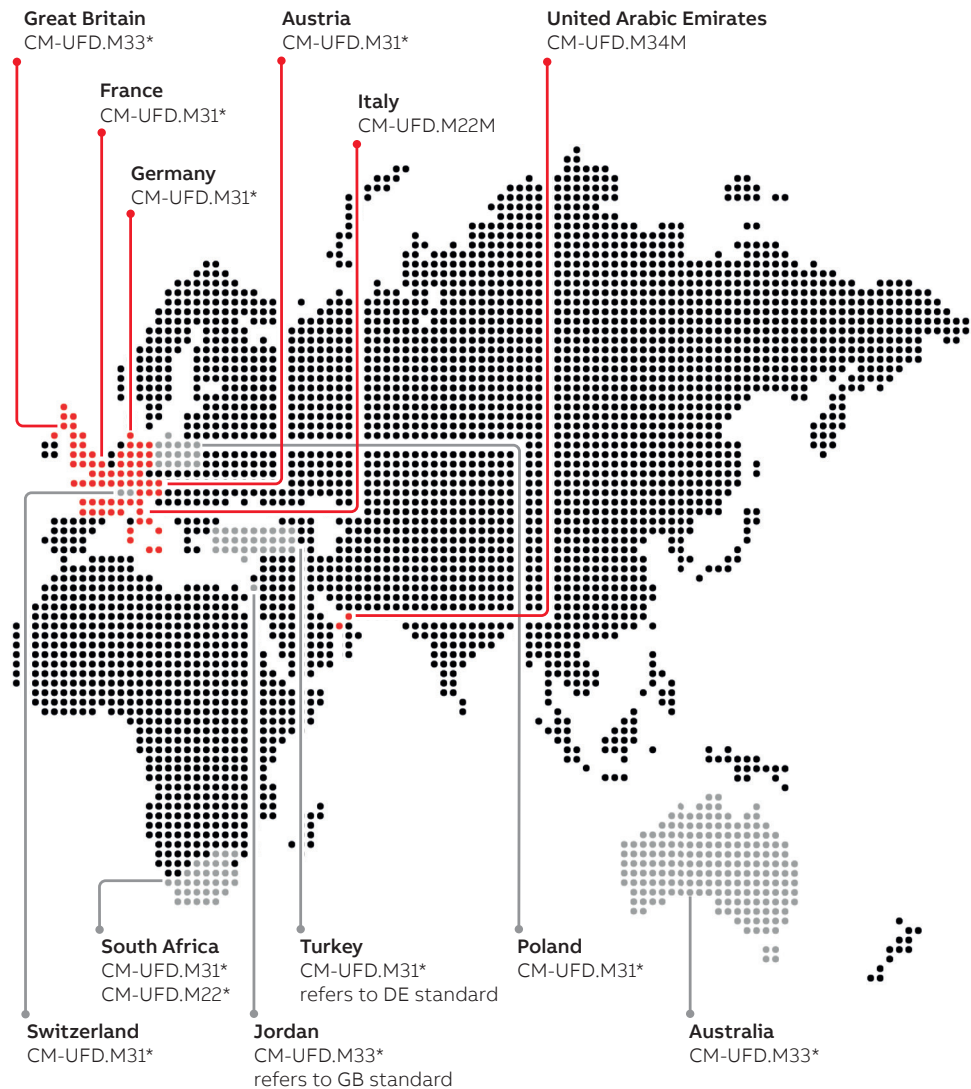 Great Britain
CM-UFD.M33*
Austria
CM-UFD.M31*
United Arabic Emirates
CM-UFD.M34M
France
CM-UFD.M31*
Italy
CM-UFD.M22M
Germany
CM-UFD.M31*
South Africa
CM-UFD.M31*
CM-UFD.M22*
Turkey
CM-UFD.M31*
refers to DE standard
Poland
CM-UFD.M31*
Switzerland
CM-UFD.M31*
Jordan
CM-UFD.M33*
refers to GB standard
Australia
CM-UFD.M33*